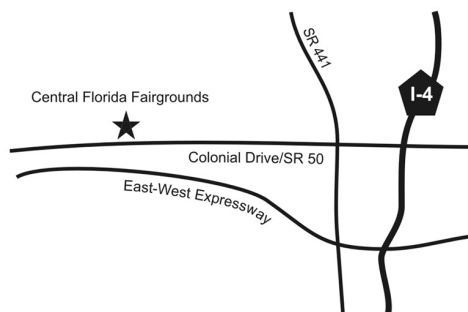 SR 441
I-4
Central Florida Fairgrounds
Colonial Drive/SR 50
East-West Expressway